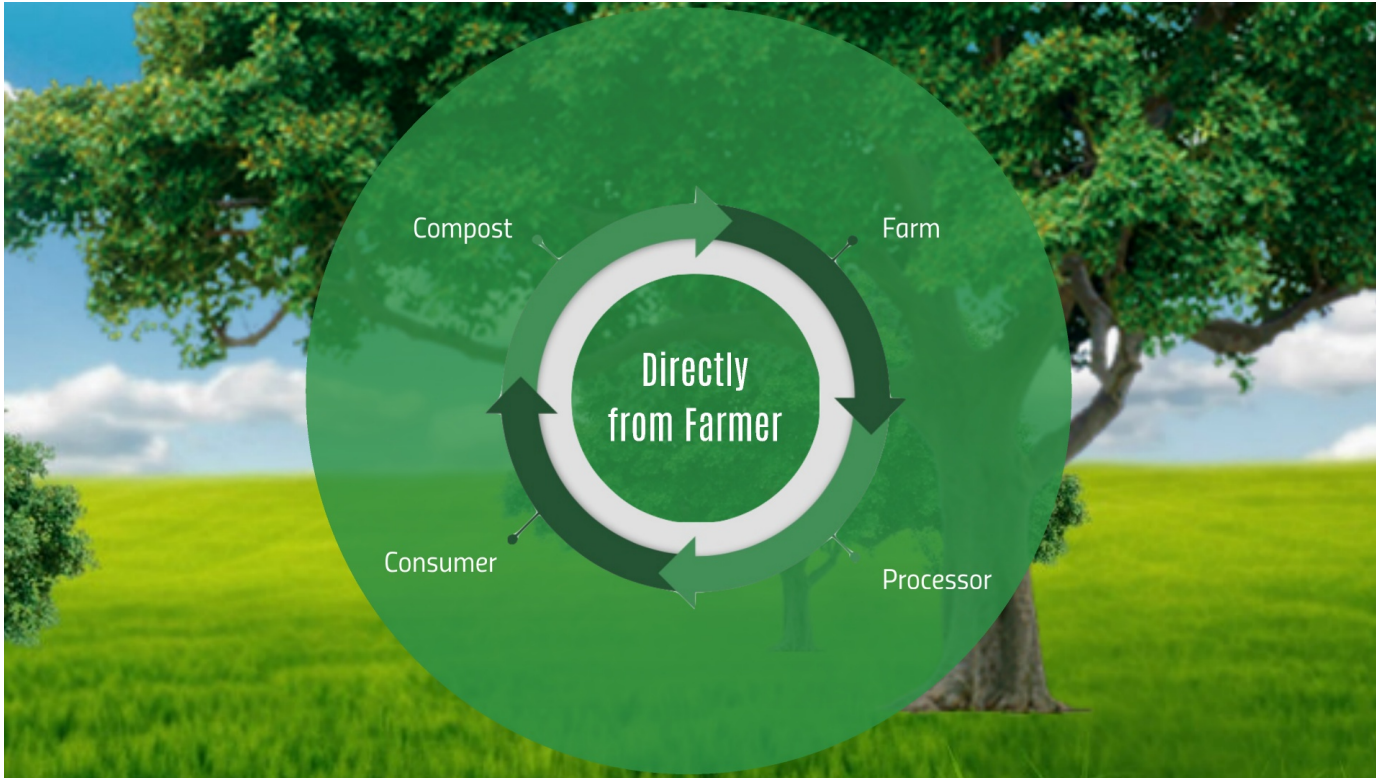 Compost
Farm
Directly
from Farmer
Consumer
Processor